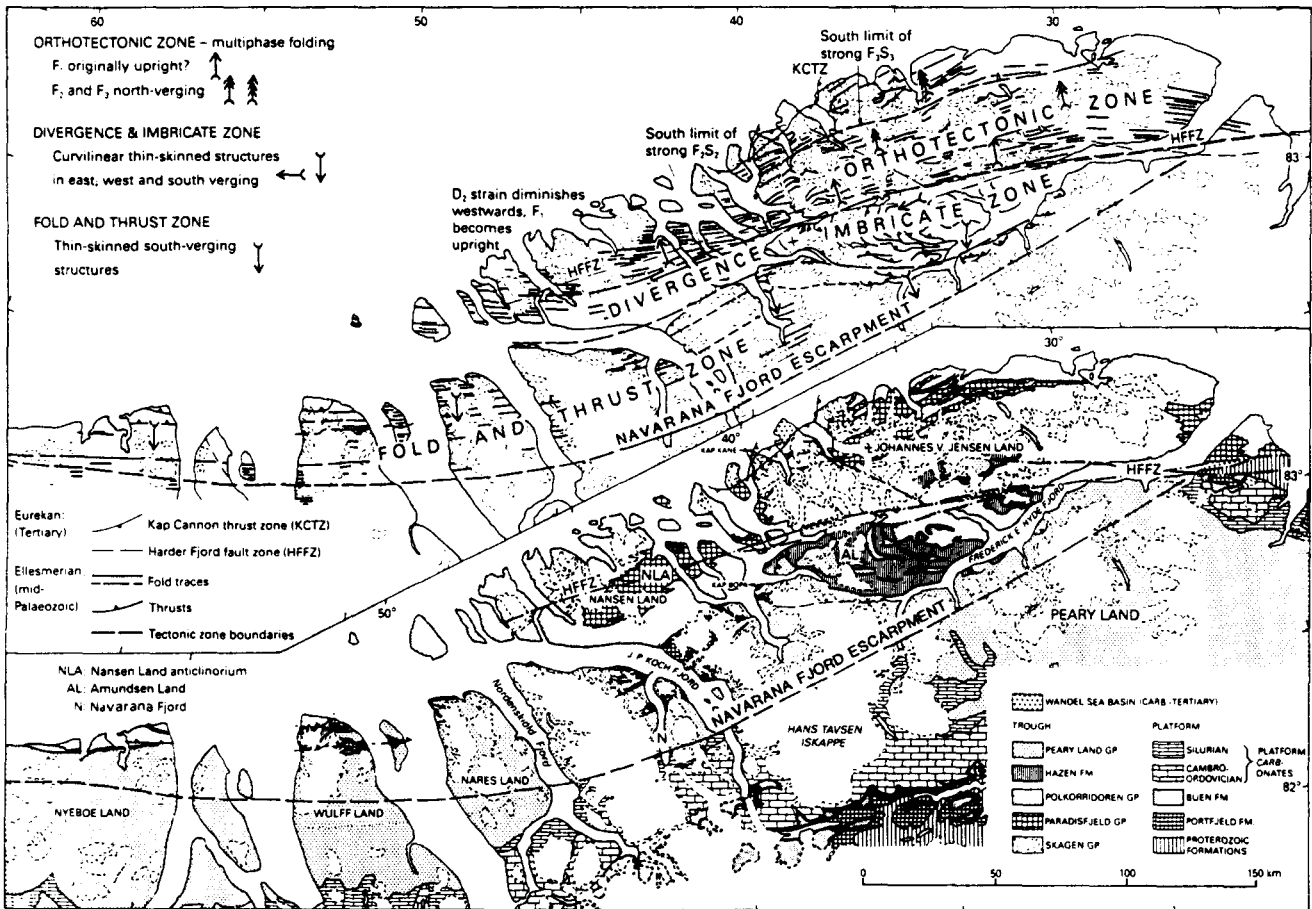 60
50
40
30
ORTHOTECTONIC ZONE – multiphase folding
F₁ originally upright?
F₂ and F₃ north-verging
DIVERGENCE & IMBRICATE ZONE
Curvilinear thin-skinned structures
in east, west and south verging
FOLD AND THRUST ZONE
Thin-skinned south-verging
structures
South limit of
strong F₃S₃
KCTZ
South limit of
strong F₂S₂
D₂ strain diminishes
westwards, F₁
becomes
upright
ORTHOTECTONIC ZONE
HFFZ
83
DIVERGENCE + IMBRICATE ZONE
HFFZ
FOLD AND THRUST ZONE
NAVARANA FJORD ESCARPMENT
Eurekan:
(Tertiary)
Kap Cannon thrust zone (KCTZ)
Harder Fjord fault zone (HFFZ)
Ellesmerian
(mid-
Palaeozoic)
Fold traces
Thrusts
Tectonic zone boundaries
NLA: Nansen Land anticlinorium
AL: Amundsen Land
N: Navarana Fjord
50°
40°
30°
83°
82°
KAP KANE
JOHANNES V. JENSEN LAND
HFFZ
HFFZ
NLA
NANSEN LAND
KAP BOPA
AL
FREDERICK E. HYDE FJORD
PEARY LAND
J.P. KOCH FJORD
NAVARANA FJORD ESCARPMENT
Nordenskiöld Fjord
N
HANS TAVSEN
ISKAPPE
NYEBOE LAND
WULFF LAND
NARES LAND
WANDEL SEA BASIN (CARB.-TERTIARY)
TROUGH
PEARY LAND GP
HAZEN FM
POLKORRIDOREN GP
PARADISFJELD GP
SKAGEN GP
PLATFORM
SILURIAN
CAMBRO-
ORDOVICIAN
PLATFORM
CARB-
ONATES
BUEN FM
PORTFJELD FM.
PROTEROZOIC
FORMATIONS
0 50 100 150 km